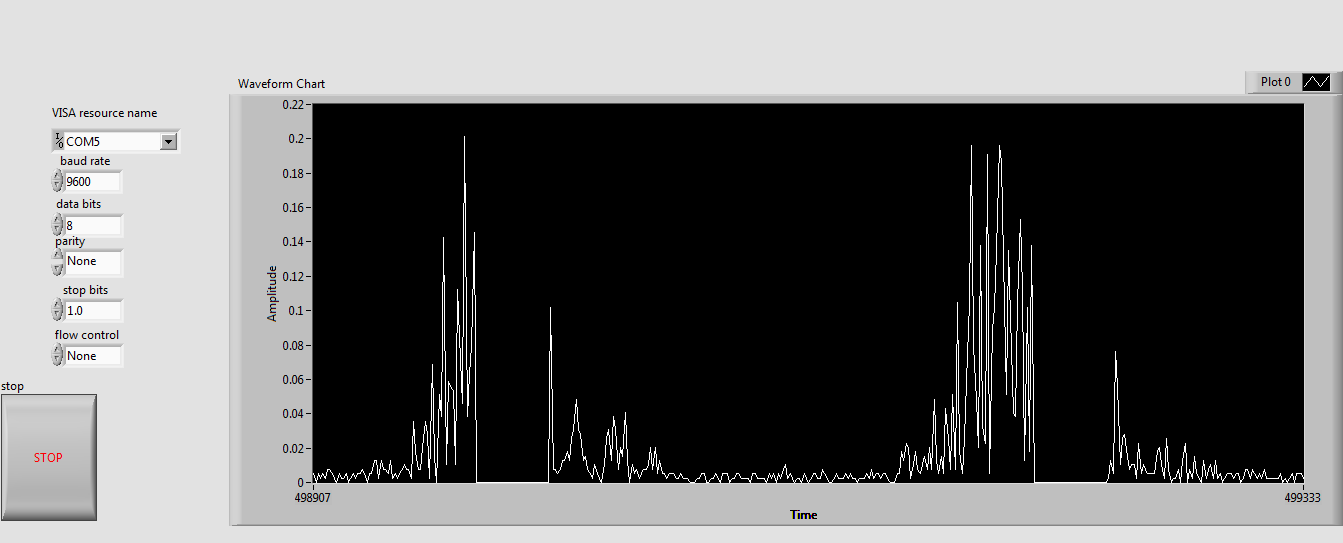 Waveform Chart
Plot 0
VISA resource name
I/0 COM5
baud rate
9600
data bits
8
parity
None
stop bits
1.0
flow control
None
stop
STOP
Amplitude
0.22
0.2
0.18
0.16
0.14
0.12
0.1
0.08
0.06
0.04
0.02
0
498907
499333
Time